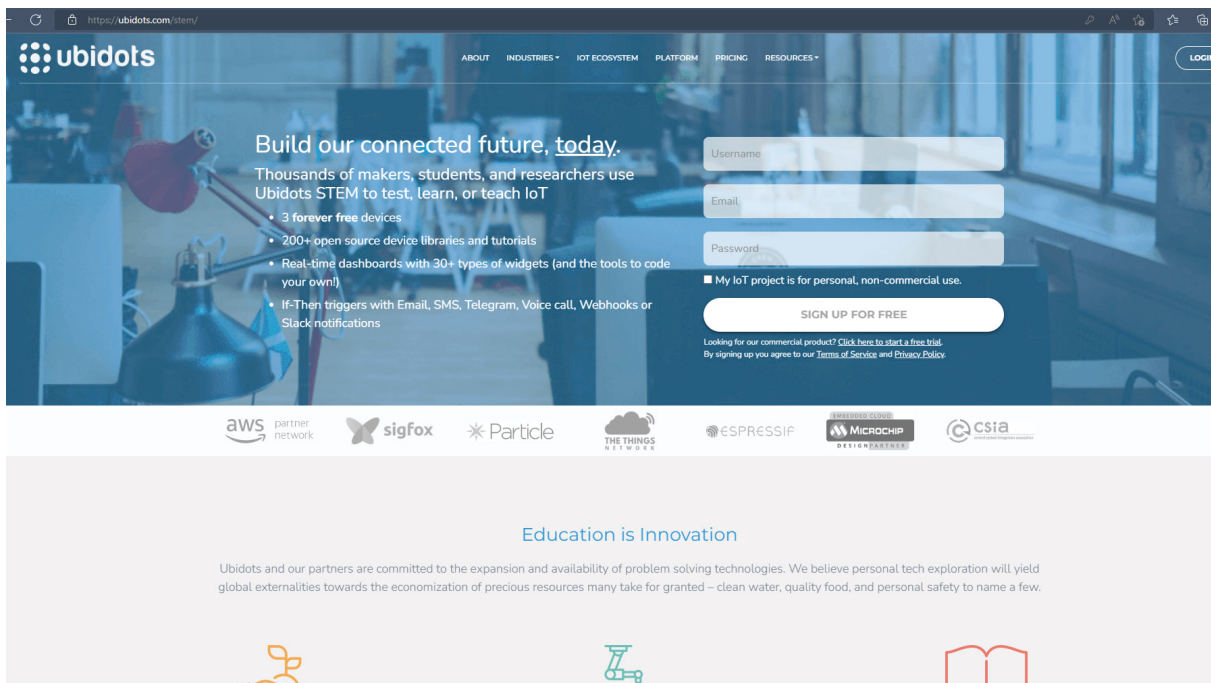 https://ubidots.com/stem/
ubidots
ABOUT INDUSTRIES IOT ECOSYSTEM PLATFORM PRICING RESOURCES
LOGIN
Build our connected future, today.
Thousands of makers, students, and researchers use
Ubidots STEM to test, learn, or teach IoT
• 3 forever free devices
• 200+ open source device libraries and tutorials
• Real-time dashboards with 30+ types of widgets (and the tools to code
your own!)
• If-Then triggers with Email, SMS, Telegram, Voice call, Webhooks or
Slack notifications
Username
Email
Password
My IoT project is for personal, non-commercial use.
SIGN UP FOR FREE
Looking for our commercial product? Click here to start a free trial.
By signing up you agree to our Terms of Service and Privacy Policy.
aws partner
network
sigfox
Particle
THE THINGS
NETWORK
ESPRESSIF
EMBEDDED CLOUD
MICROCHIP
DESIGN PARTNER
csia
Education is Innovation
Ubidots and our partners are committed to the expansion and availability of problem solving technologies. We believe personal tech exploration will yield
global externalities towards the economization of precious resources many take for granted – clean water, quality food, and personal safety to name a few.